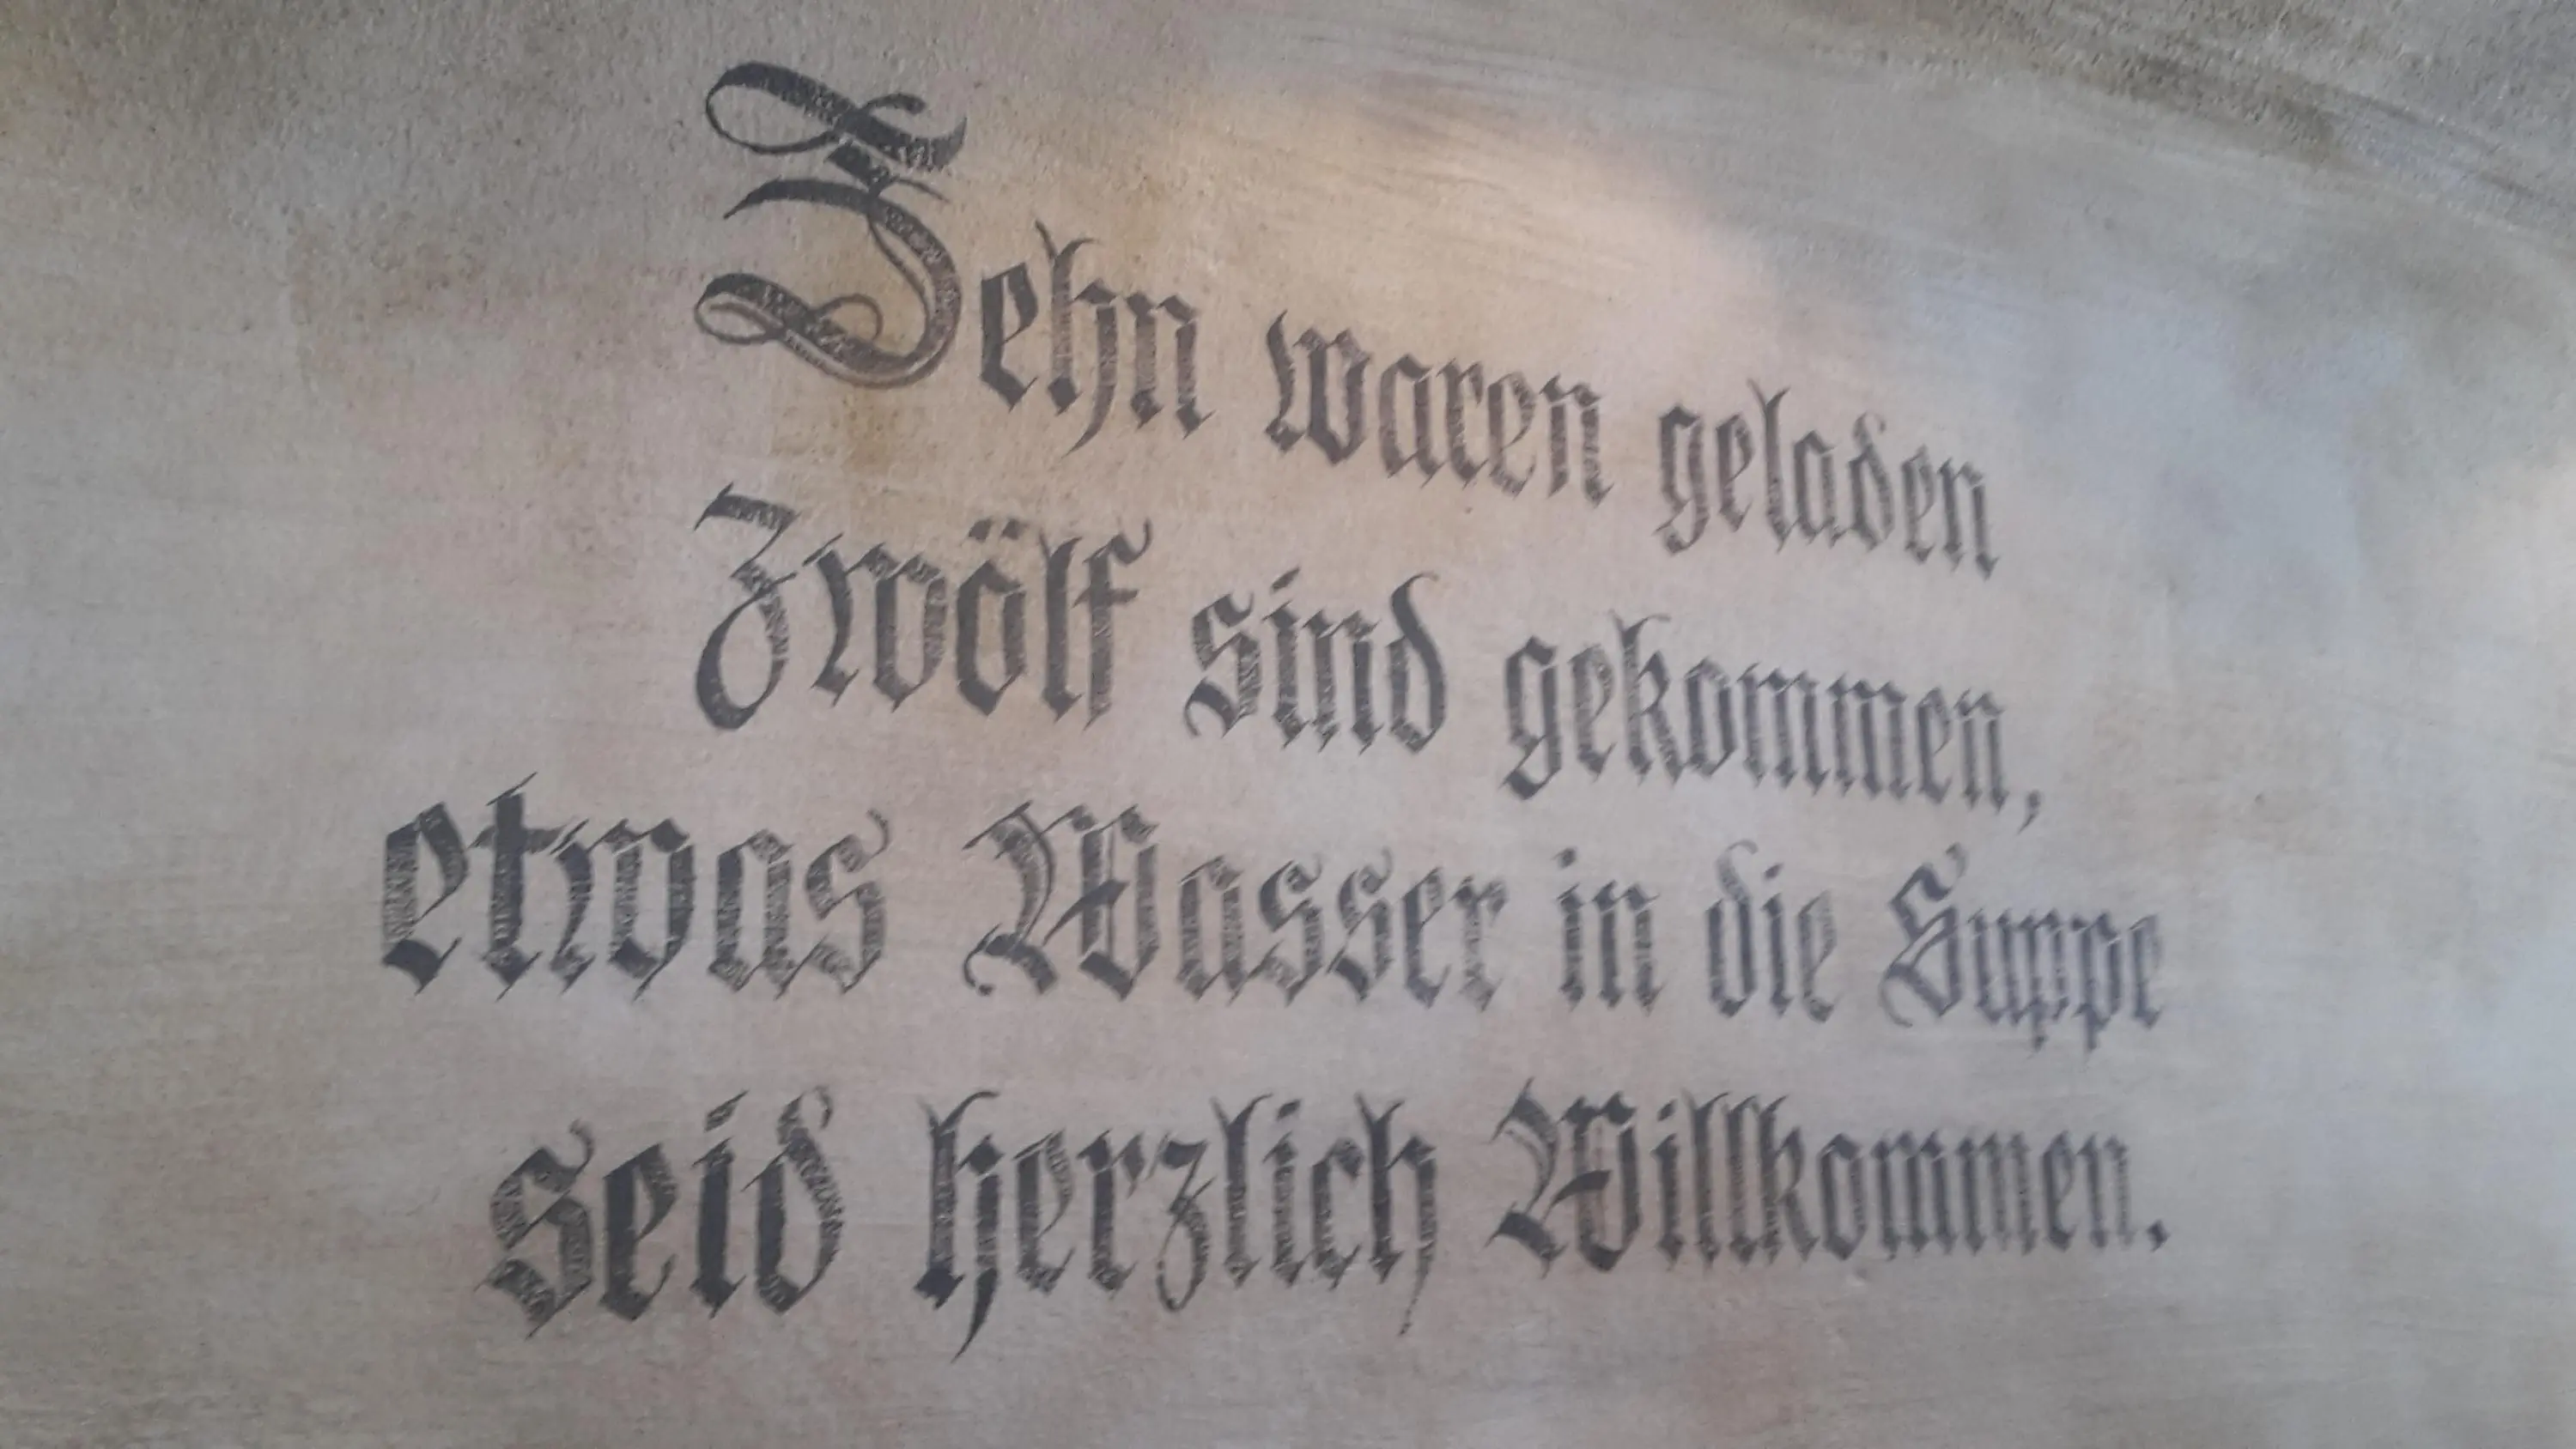 Zehn waren geladen
Zwölf sind gekommen,
etwas Wasser in die Suppe
seid herzlich Willkommen.